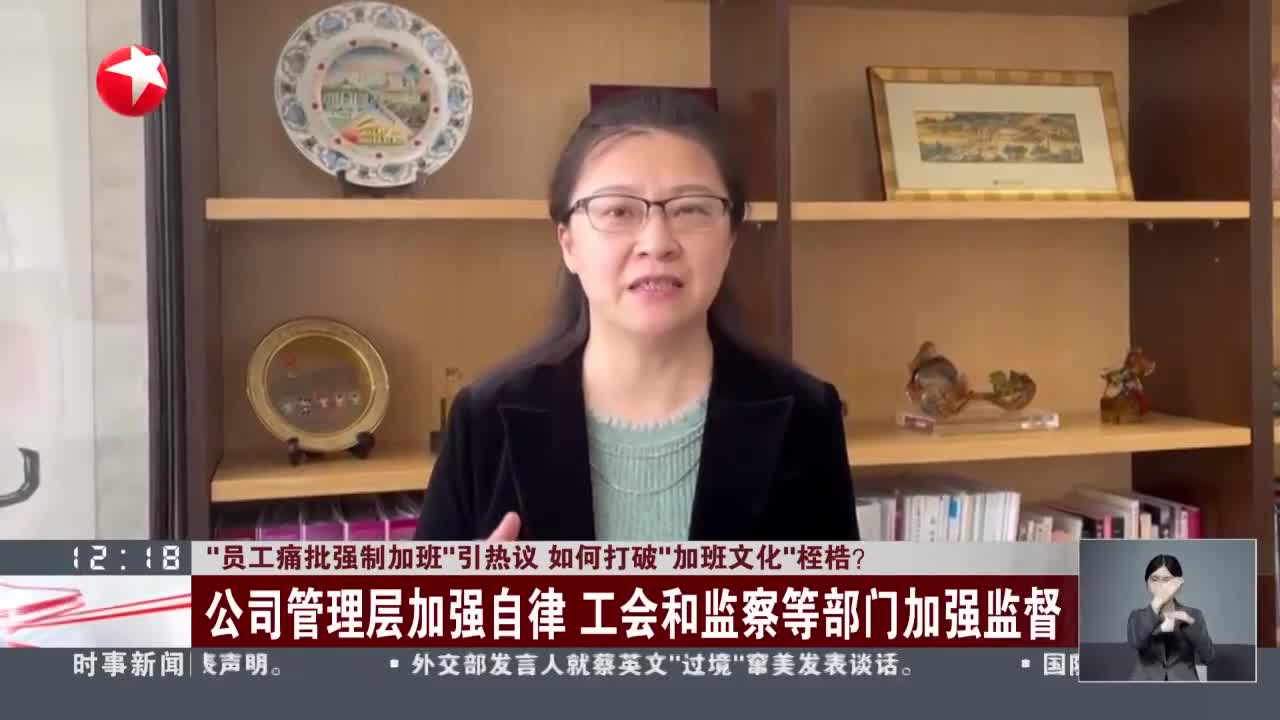 12:18
"员工痛批强制加班"引热议 如何打破"加班文化"桎梏?
公司管理层加强自律 工会和监察等部门加强监督
时事新闻
表声明。 ▪ 外交部发言人就蔡英文"过境"窜美发表谈话。 ▪ 国防